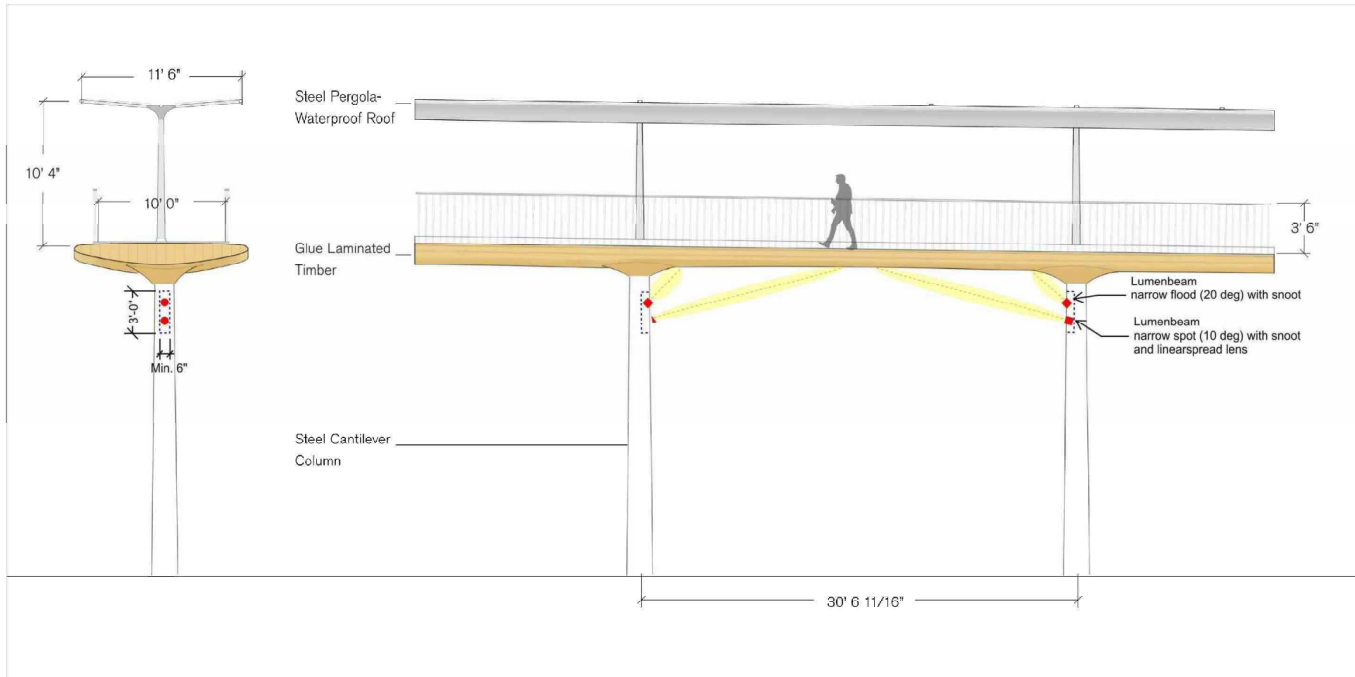 11' 6"
10' 4"
10' 0"
3'-0"
Min. 6"
Steel Pergola-
Waterproof Roof
Glue Laminated
Timber
Steel Cantilever
Column
3' 6"
Lumenbeam
narrow flood (20 deg) with snoot
Lumenbeam
narrow spot (10 deg) with snoot
and linearspread lens
30' 6 11/16"